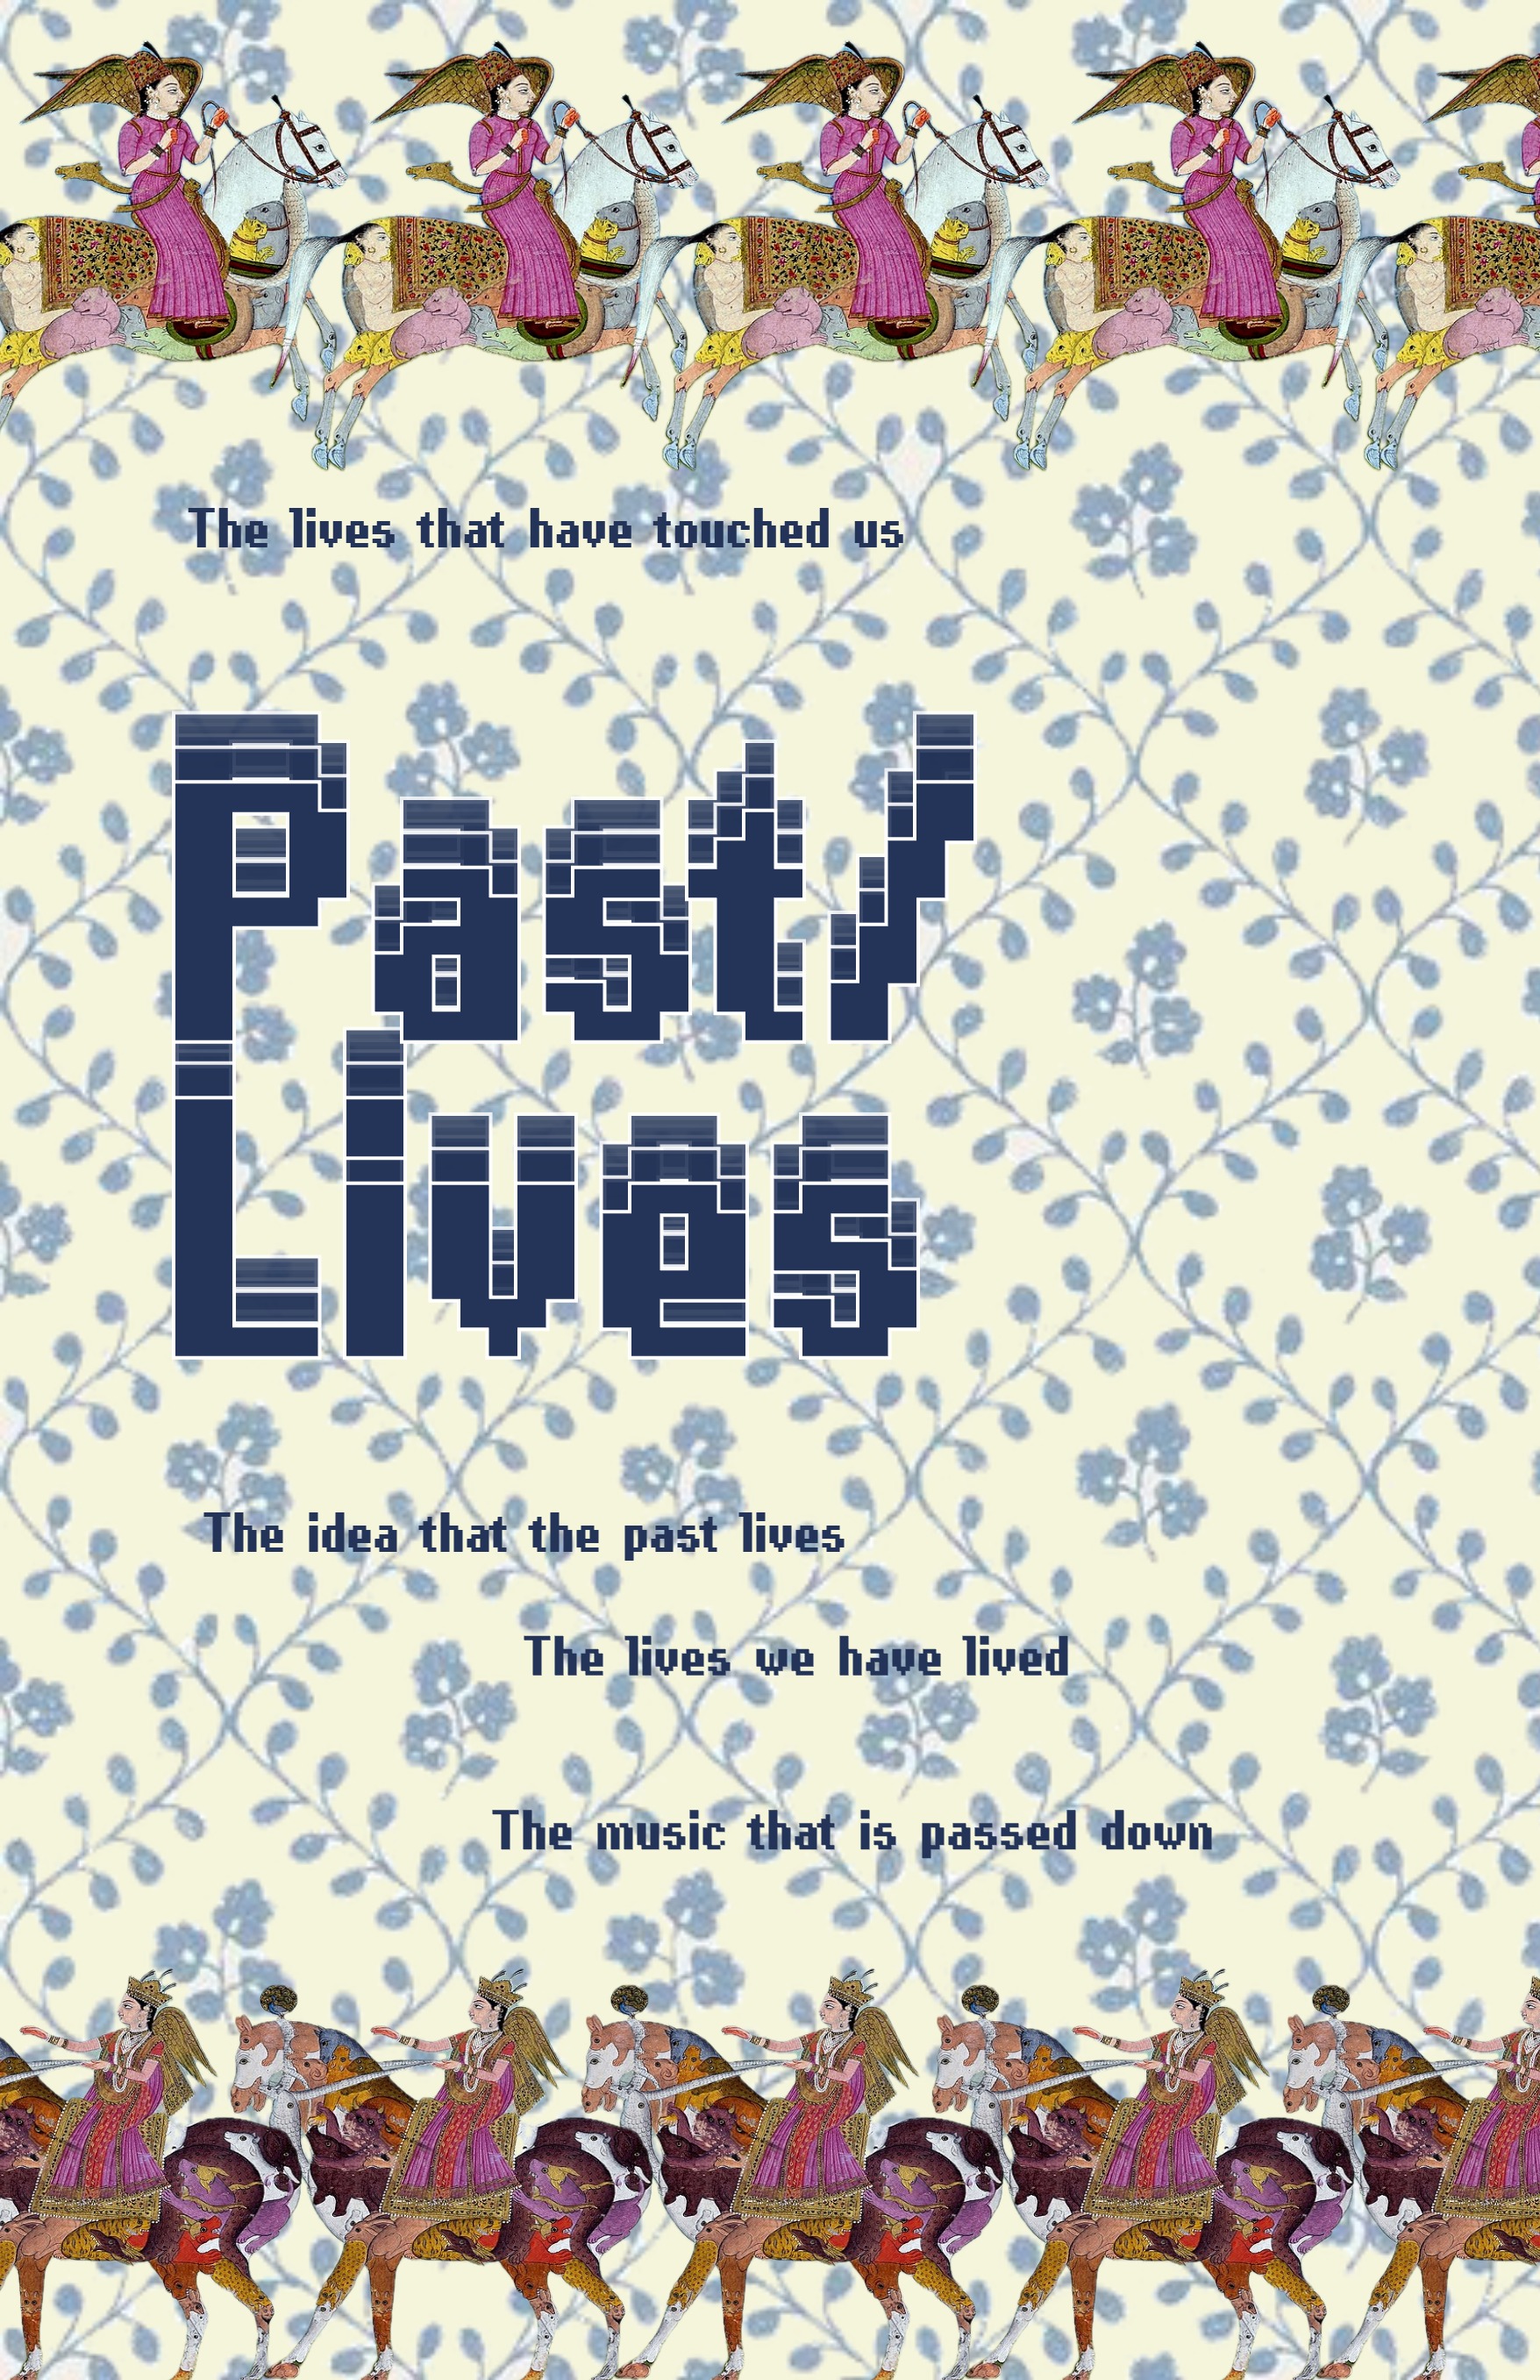 The lives that have touched us
Past/
Lives
The idea that the past lives
The lives we have lived
The music that is passed down